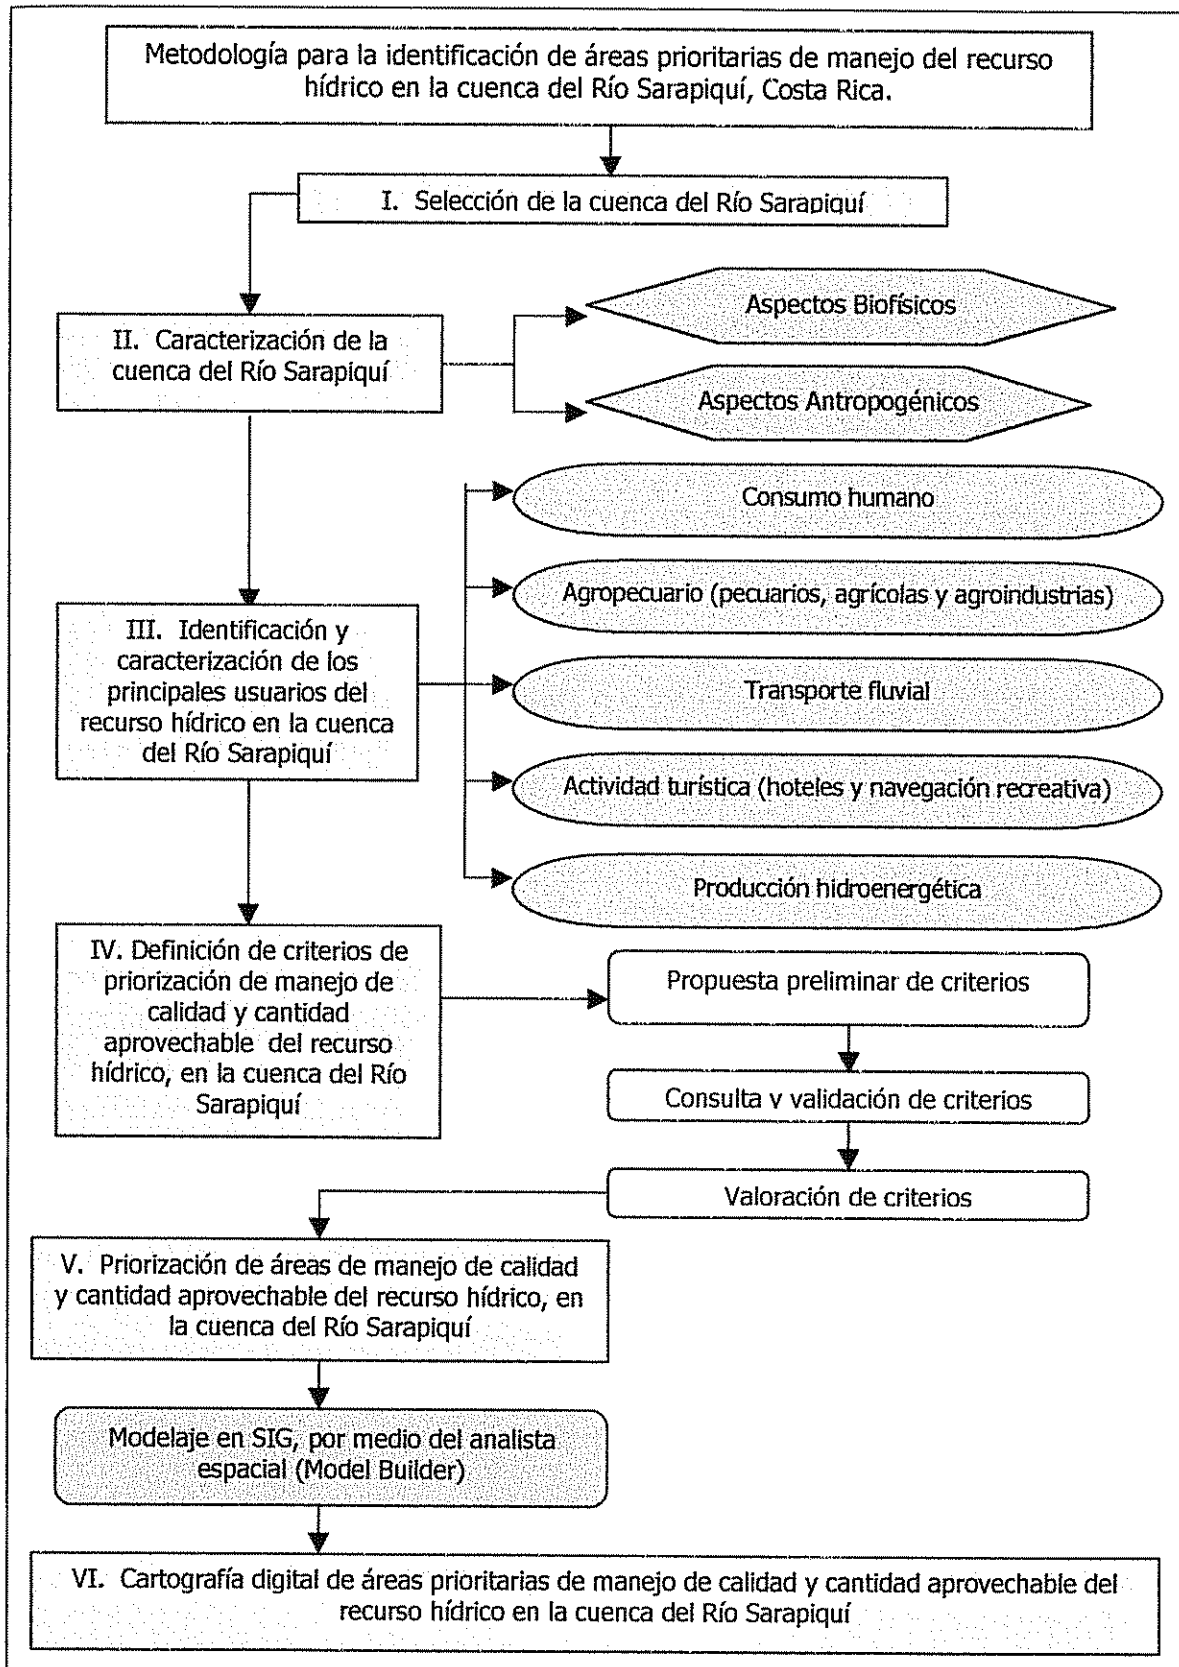 Metodología para la identificación de áreas prioritarias de manejo del recurso
hídrico en la cuenca del Río Sarapiquí, Costa Rica.
I. Selección de la cuenca del Río Sarapiquí
II. Caracterización de la
cuenca del Río Sarapiquí
Aspectos Biofísicos
Aspectos Antropogénicos
III. Identificación y
caracterización de los
principales usuarios del
recurso hídrico en la cuenca
del Río Sarapiquí
Consumo humano
Agropecuario (pecuarios, agrícolas y agroindustrias)
Transporte fluvial
Actividad turística (hoteles y navegación recreativa)
Producción hidroenergética
IV. Definición de criterios de
priorización de manejo de
calidad y cantidad
aprovechable del recurso
hídrico, en la cuenca del Río
Sarapiquí
Propuesta preliminar de criterios
Consulta y validación de criterios
Valoración de criterios
V. Priorización de áreas de manejo de calidad
y cantidad aprovechable del recurso hídrico, en
la cuenca del Río Sarapiquí
Modelaje en SIG, por medio del analista
espacial (Model Builder)
VI. Cartografía digital de áreas prioritarias de manejo de calidad y cantidad aprovechable del
recurso hídrico en la cuenca del Río Sarapiquí